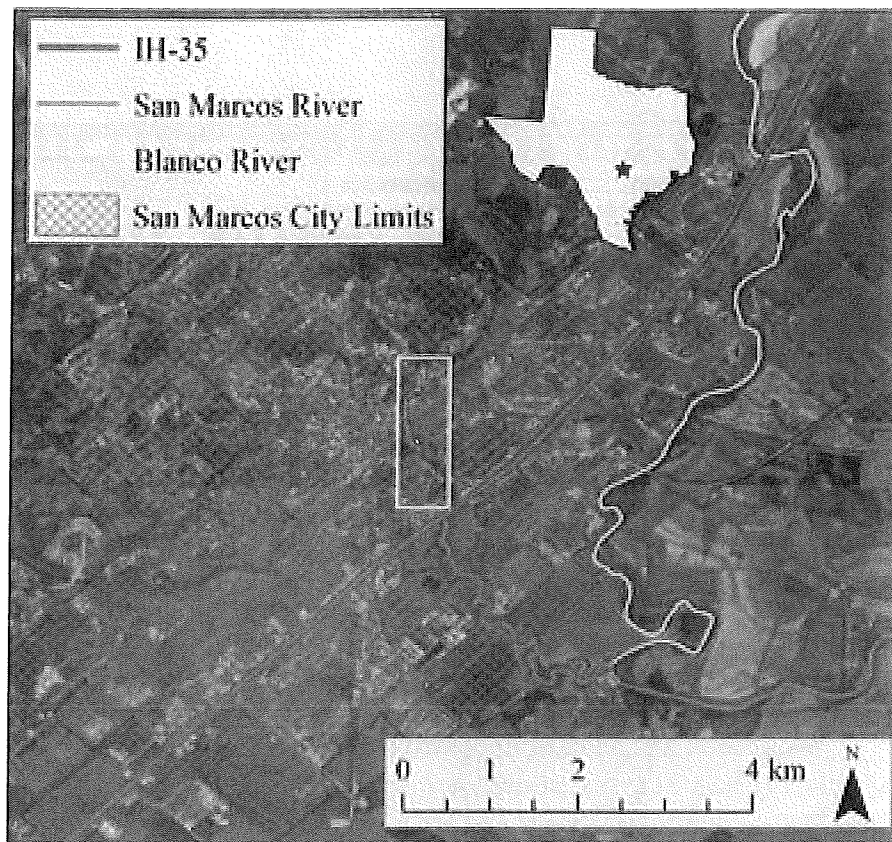 IH-35
San Marcos River
Blanco River
San Marcos City Limits
0 1 2 4 km
N